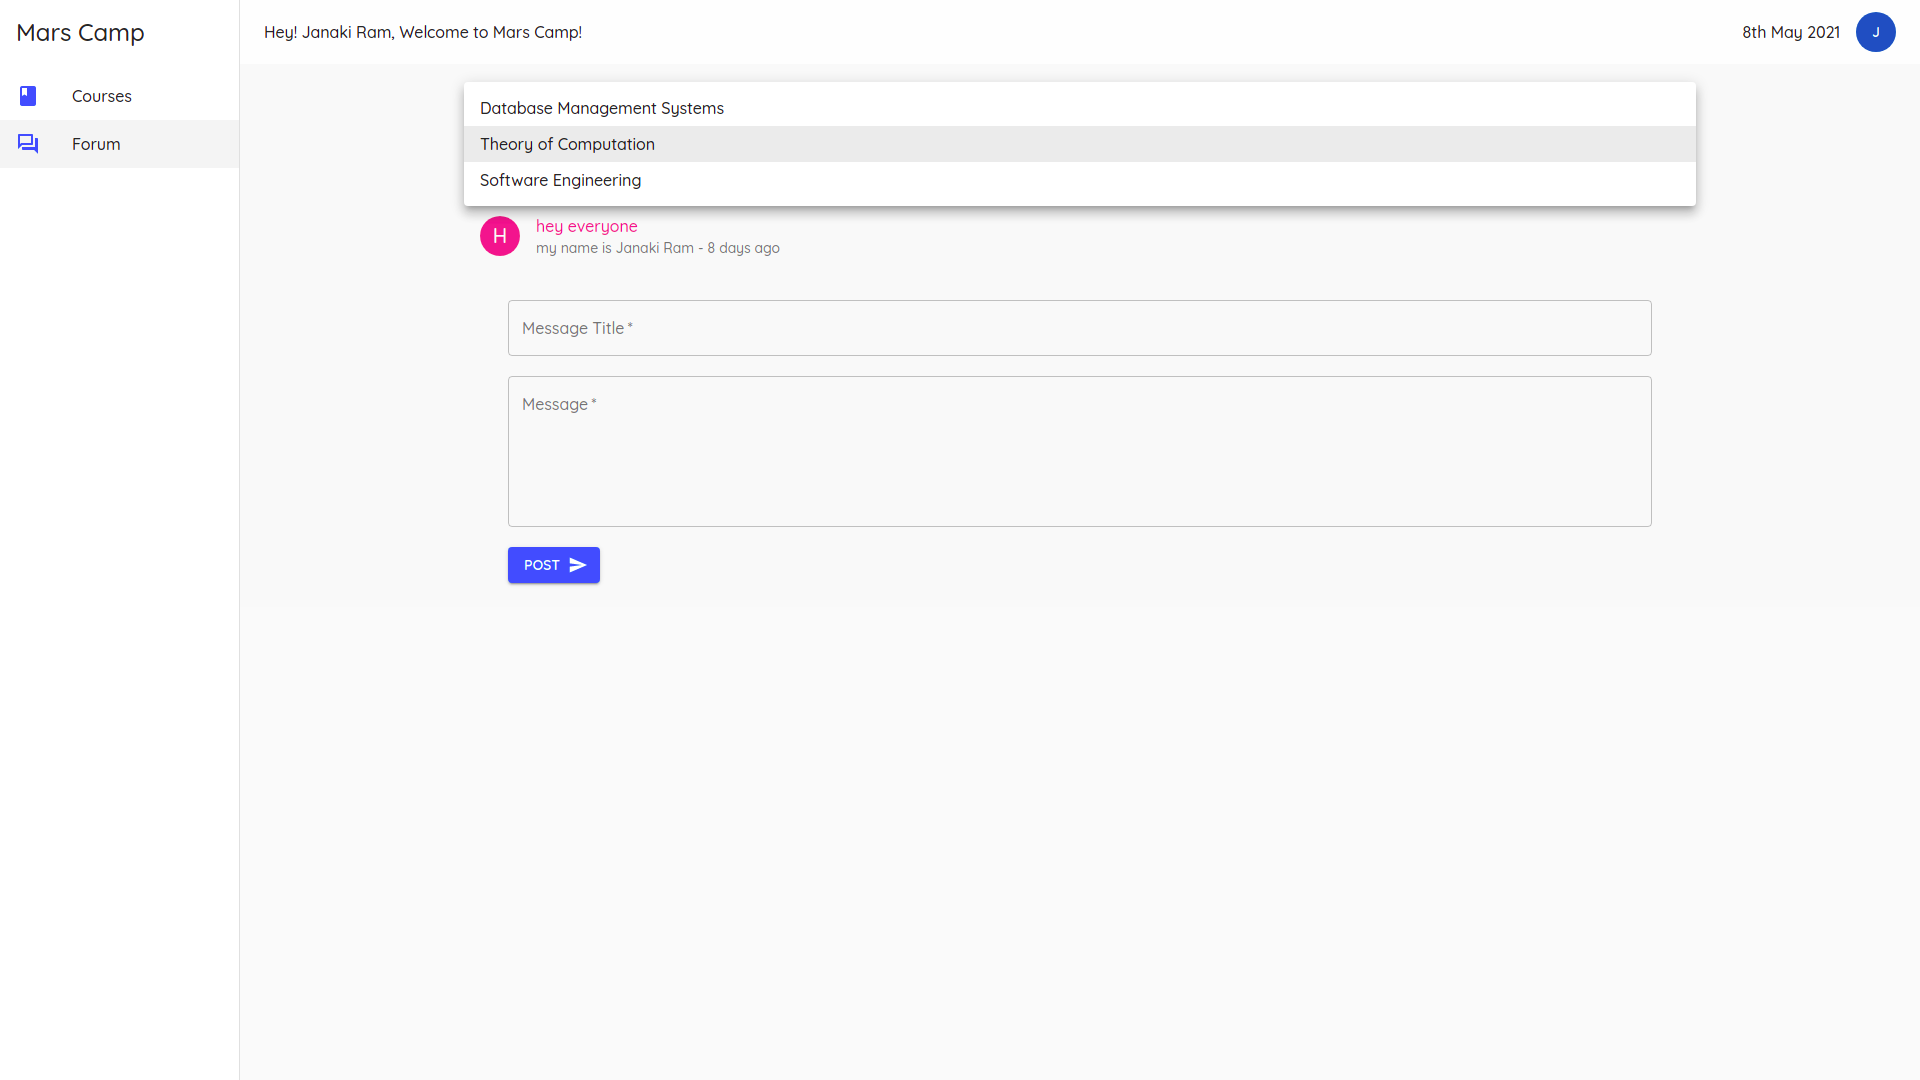 Mars Camp
Hey! Janaki Ram, Welcome to Mars Camp!
8th May 2021
J
Courses
Forum
Database Management Systems
Theory of Computation
Software Engineering
H
hey everyone
my name is Janaki Ram - 8 days ago
Message Title *
Message *
POST